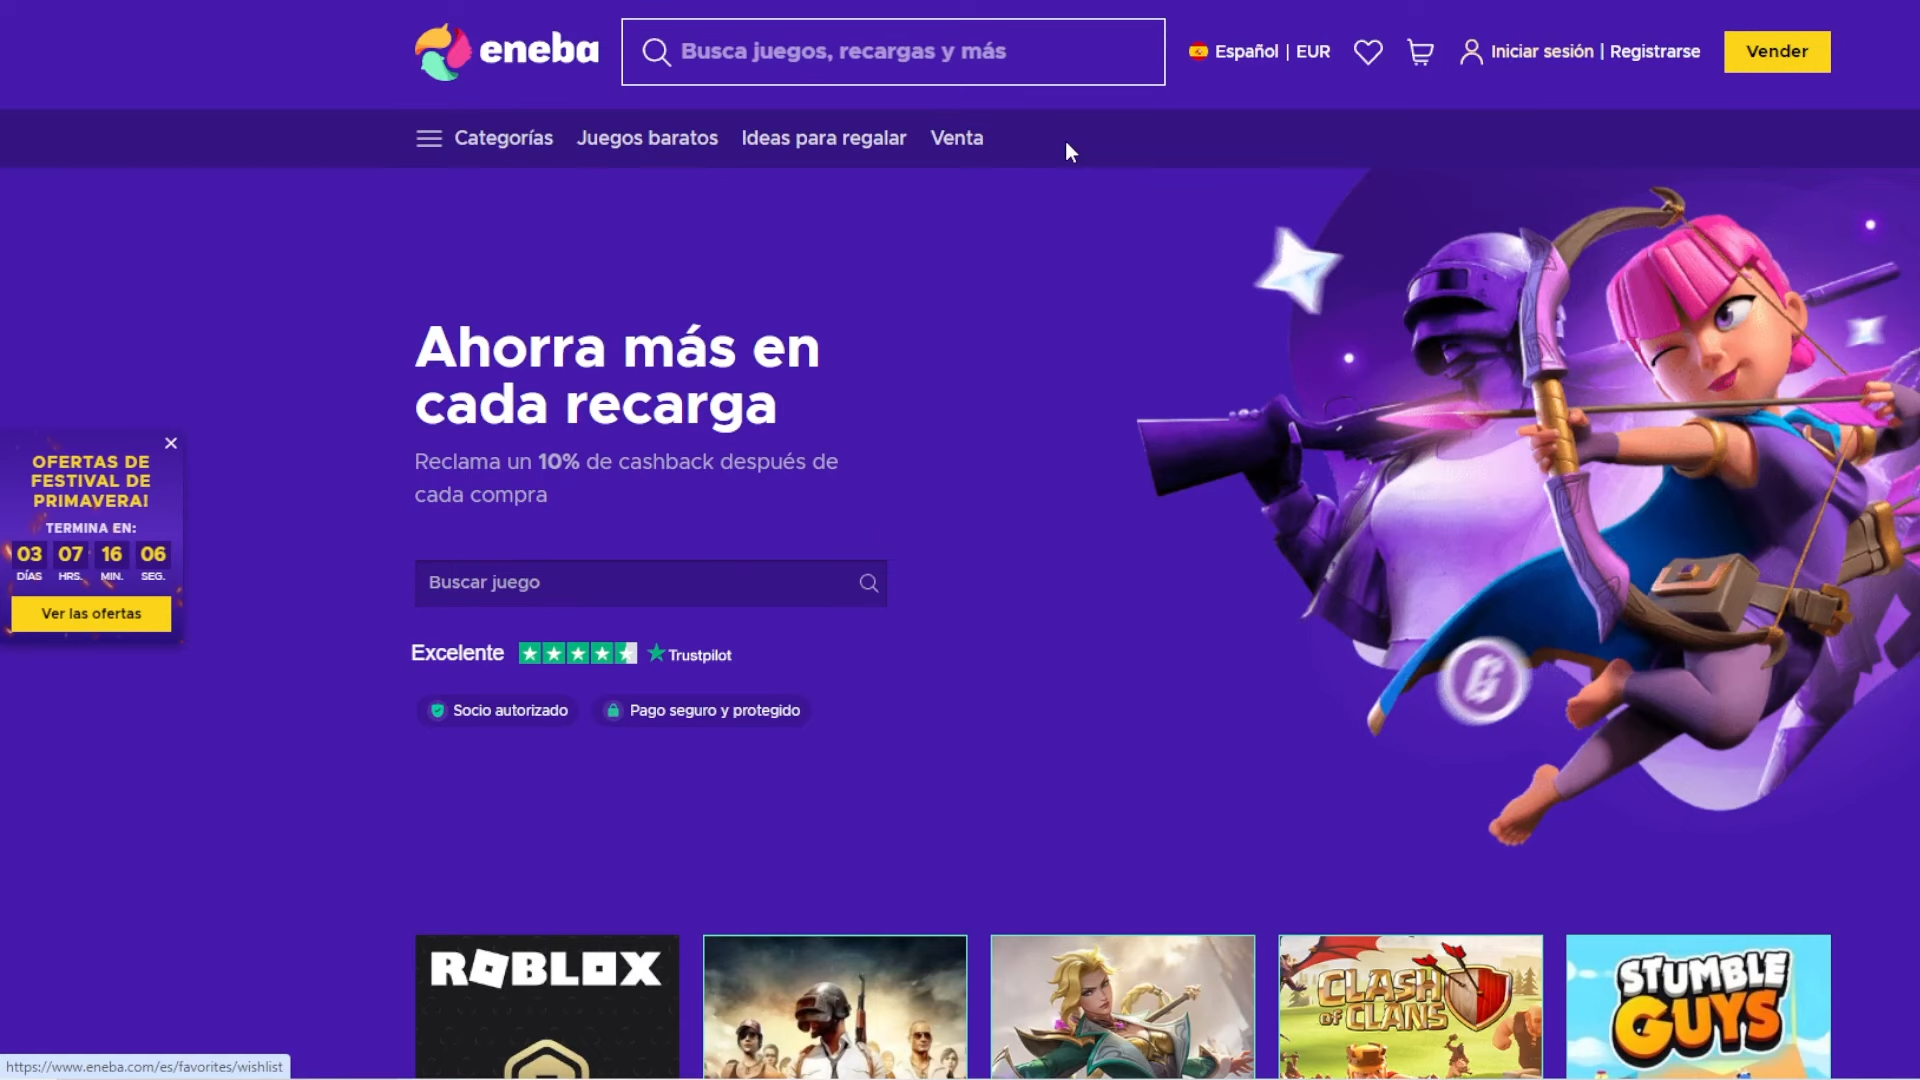 eneba
Busca juegos, recargas y más
Español | EUR
Iniciar sesión | Registrarse
Vender
Categorías
Juegos baratos
Ideas para regalar
Venta
Ahorra más en
cada recarga
Reclama un 10% de cashback después de
cada compra
OFERTAS DE
FESTIVAL DE
PRIMAVERA!
TERMINA EN:
03 07 16 06
DÍAS HRS. MIN. SEG.
Ver las ofertas
Buscar juego
Excelente
Trustpilot
Socio autorizado
Pago seguro y protegido
ROBLOX
CLASH
OF CLANS
STUMBLE
GUYS
https://www.eneba.com/es/favorites/wishlist